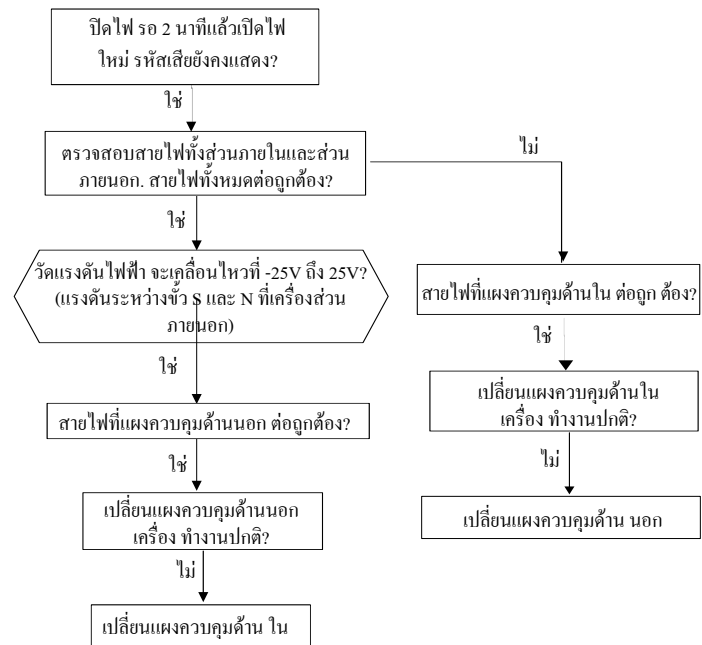 ปิดไฟ รอ 2 นาทีแล้วเปิดไฟ
ใหม่ รหัสเสียยังคงแสดง?
ใช่
ตรวจสอบสายไฟทั้งส่วนภายในและส่วน
ภายนอก. สายไฟทั้งหมดต่อถูกต้อง?
ไม่
ใช่
วัดแรงดันไฟฟ้า จะเคลื่อนไหวที่ -25V ถึง 25V?
(แรงดันระหว่างขั้ว S และ N ที่เครื่องส่วน
ภายนอก)
สายไฟที่แผงควบคุมด้านใน ต่อถูก ต้อง?
ใช่
ใช่
เปลี่ยนแผงควบคุมด้านใน
เครื่อง ทำงานปกติ?
สายไฟที่แผงควบคุมด้านนอก ต่อถูกต้อง?
ใช่
ไม่
เปลี่ยนแผงควบคุมด้านนอก
เครื่อง ทำงานปกติ?
เปลี่ยนแผงควบคุมด้าน นอก
ไม่
เปลี่ยนแผงควบคุมด้าน ใน